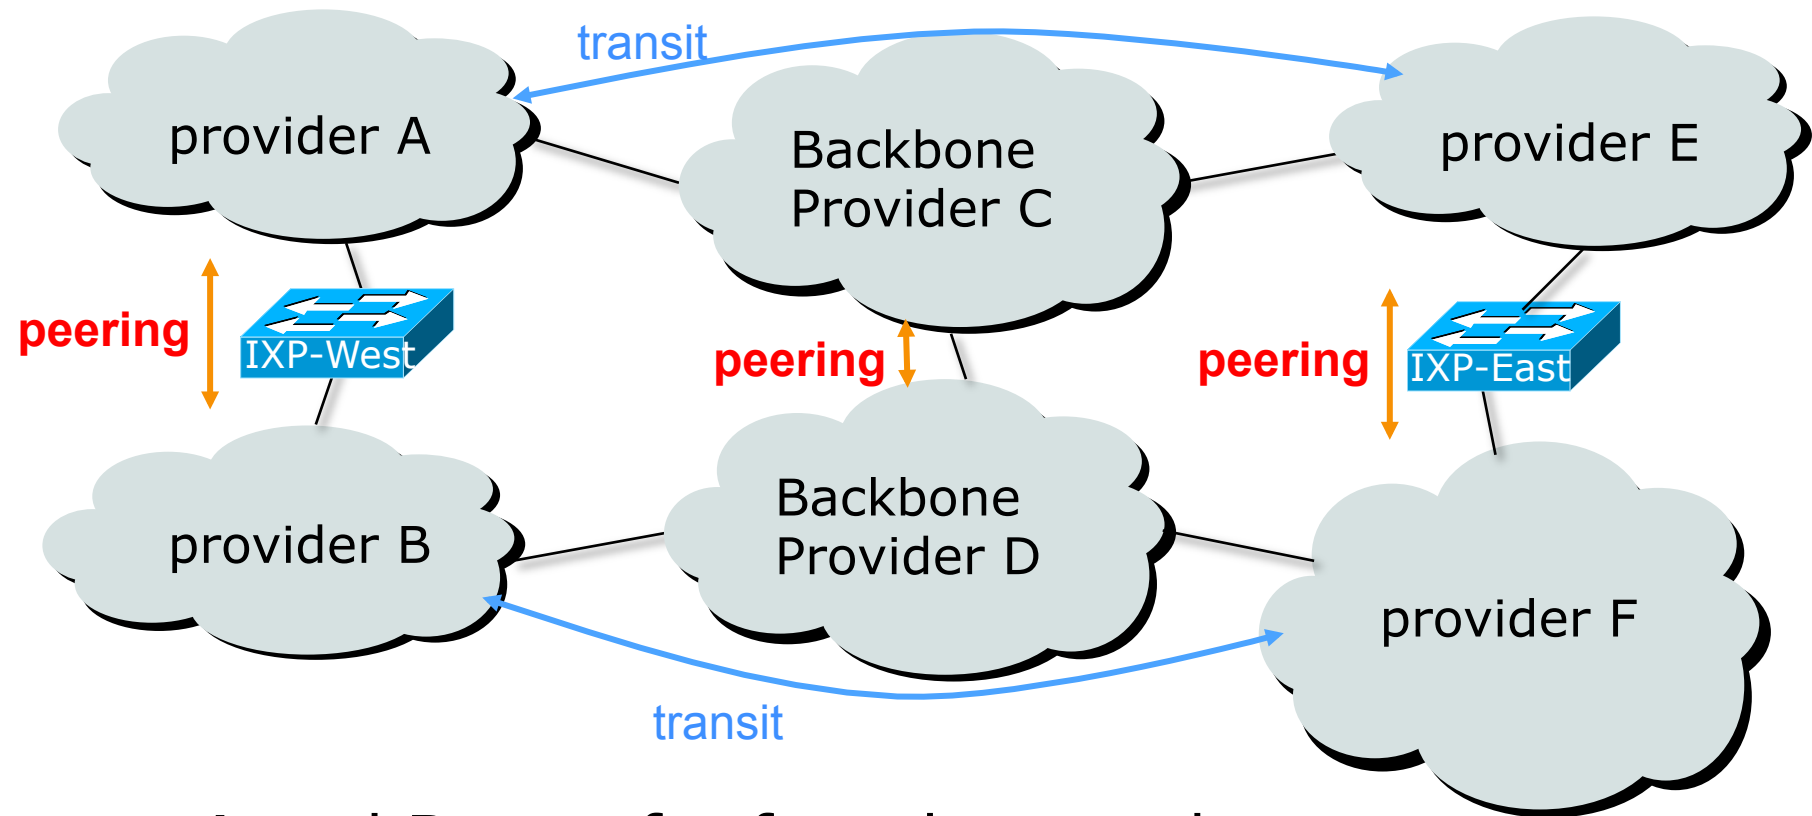 transit
provider A
Backbone
Provider C
provider E
peering
IXP-West
peering
peering
IXP-East
provider B
Backbone
Provider D
provider F
transit